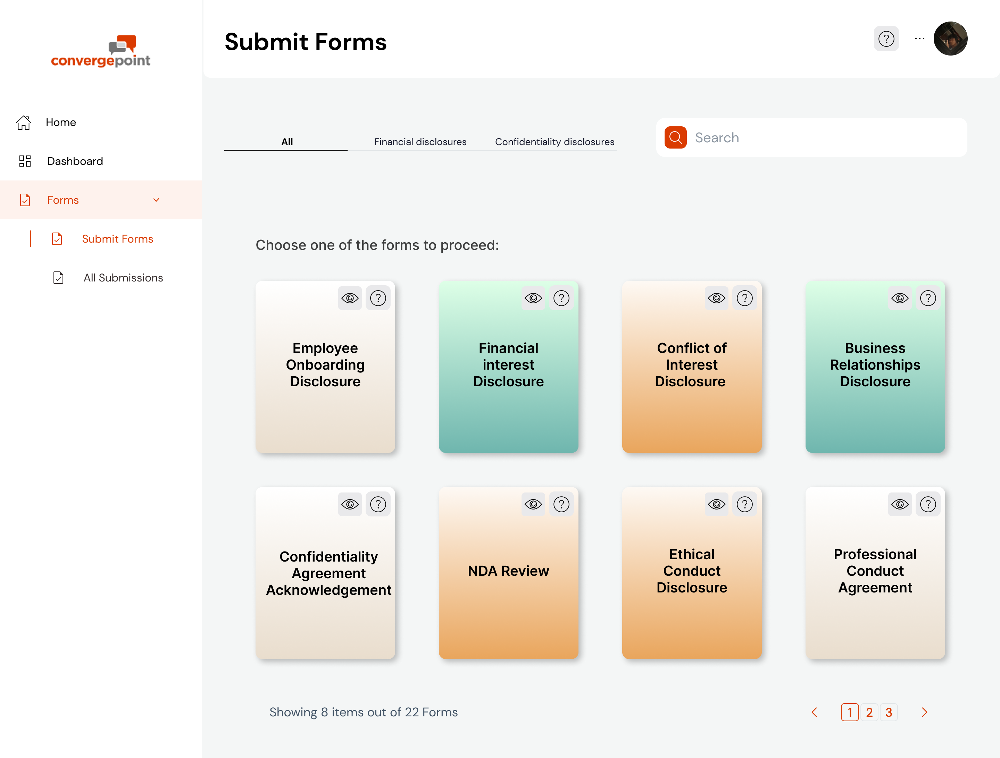 convergepoint
Submit Forms
?
...
Home
Dashboard
Forms
Submit Forms
All Submissions
All
Financial disclosures
Confidentiality disclosures
Search
Choose one of the forms to proceed:
?
Employee
Onboarding
Disclosure
?
Financial
interest
Disclosure
?
Conflict of
Interest
Disclosure
?
Business
Relationships
Disclosure
?
Confidentiality
Agreement
Acknowledgement
?
NDA Review
?
Ethical
Conduct
Disclosure
?
Professional
Conduct
Agreement
Showing 8 items out of 22 Forms
1 2 3